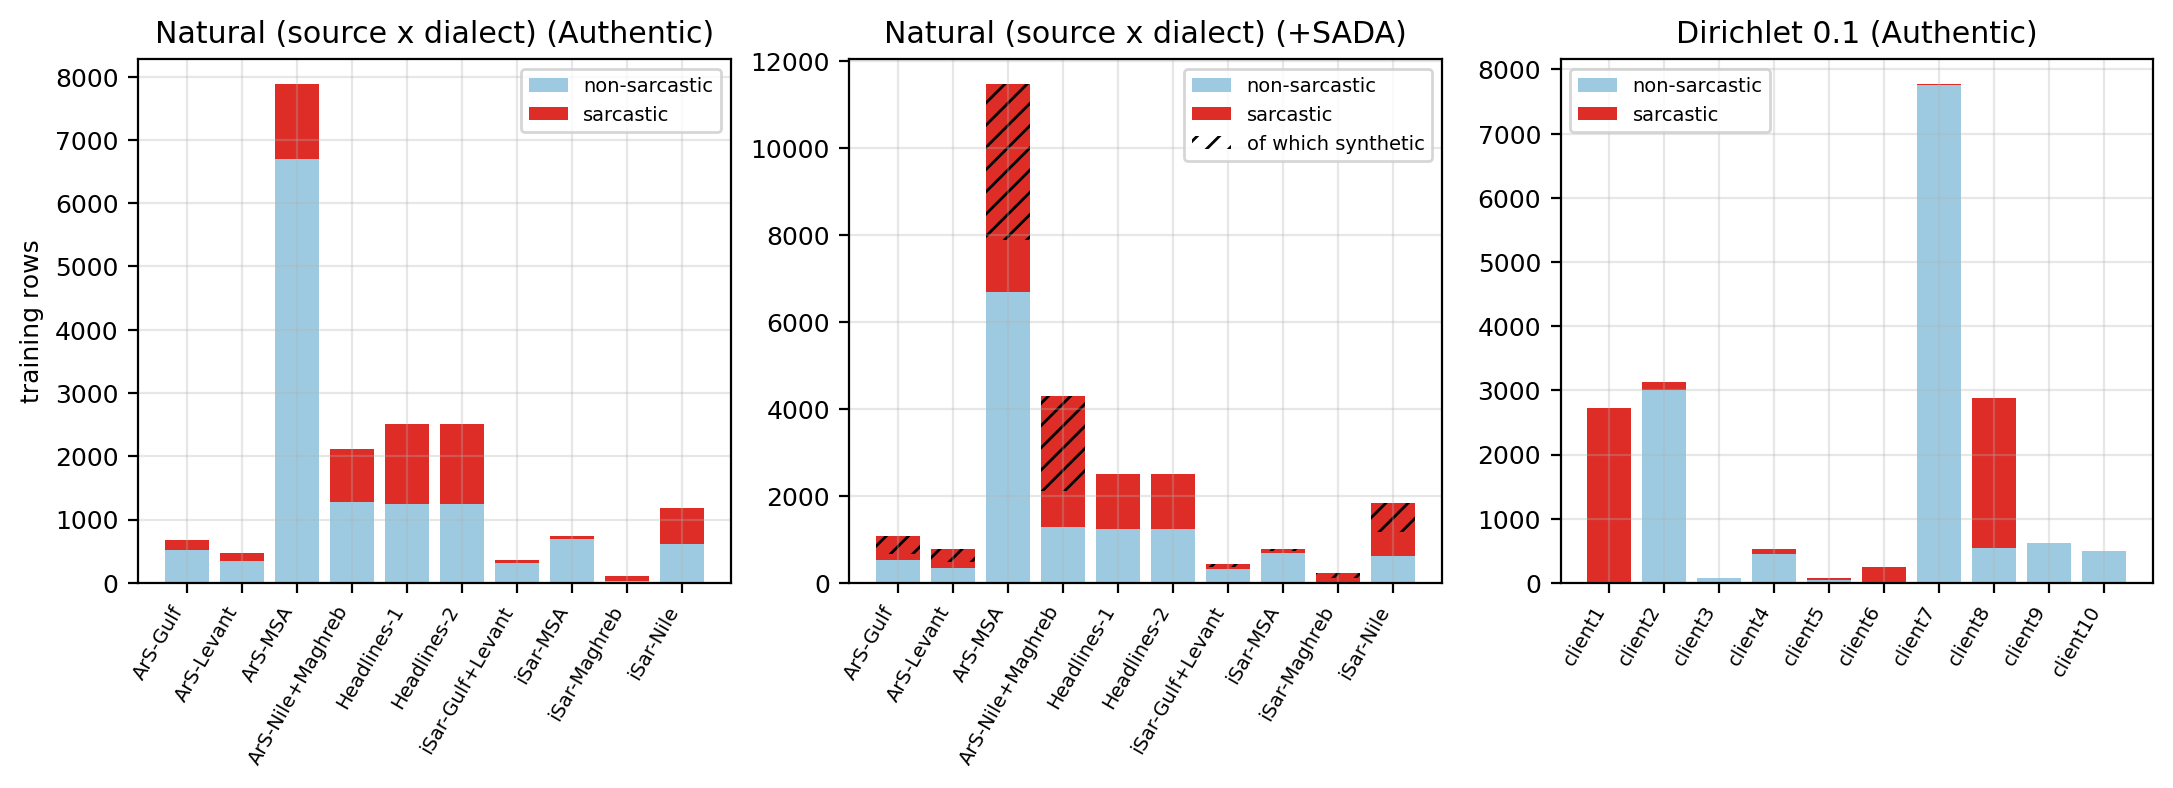 Natural (source x dialect) (Authentic)
training rows
8000
7000
6000
5000
4000
3000
2000
1000
0
non-sarcastic
sarcastic
ArS-Gulf
ArS-Levant
ArS-MSA
ArS-Nile+Maghreb
Headlines-1
Headlines-2
iSar-Gulf+Levant
iSar-MSA
iSar-Maghreb
iSar-Nile
Natural (source x dialect) (+SADA)
12000
10000
8000
6000
4000
2000
0
non-sarcastic
sarcastic
of which synthetic
ArS-Gulf
ArS-Levant
ArS-MSA
ArS-Nile+Maghreb
Headlines-1
Headlines-2
iSar-Gulf+Levant
iSar-MSA
iSar-Maghreb
iSar-Nile
Dirichlet 0.1 (Authentic)
8000
7000
6000
5000
4000
3000
2000
1000
0
non-sarcastic
sarcastic
client1
client2
client3
client4
client5
client6
client7
client8
client9
client10